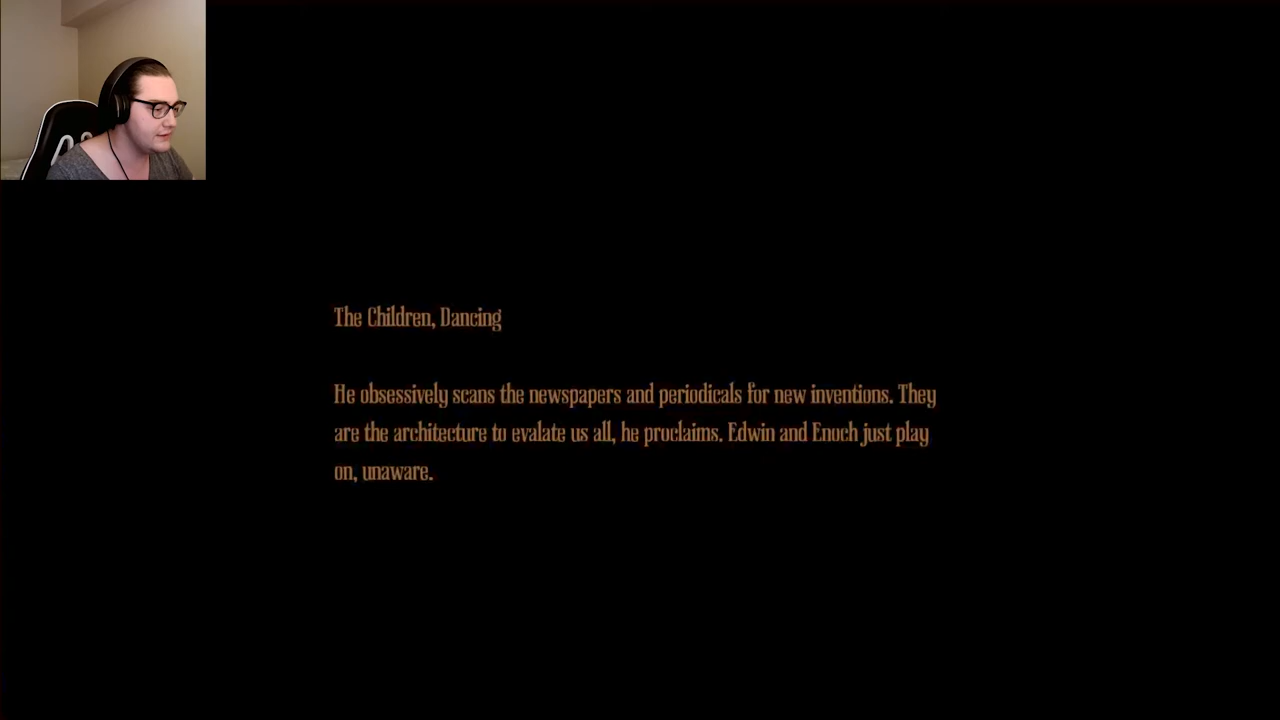 The Children, Dancing
He obsessively scans the newspapers and periodicals for new inventions. They
are the architecture to evalate us all, he proclaims. Edwin and Enoch just play
on, unaware.